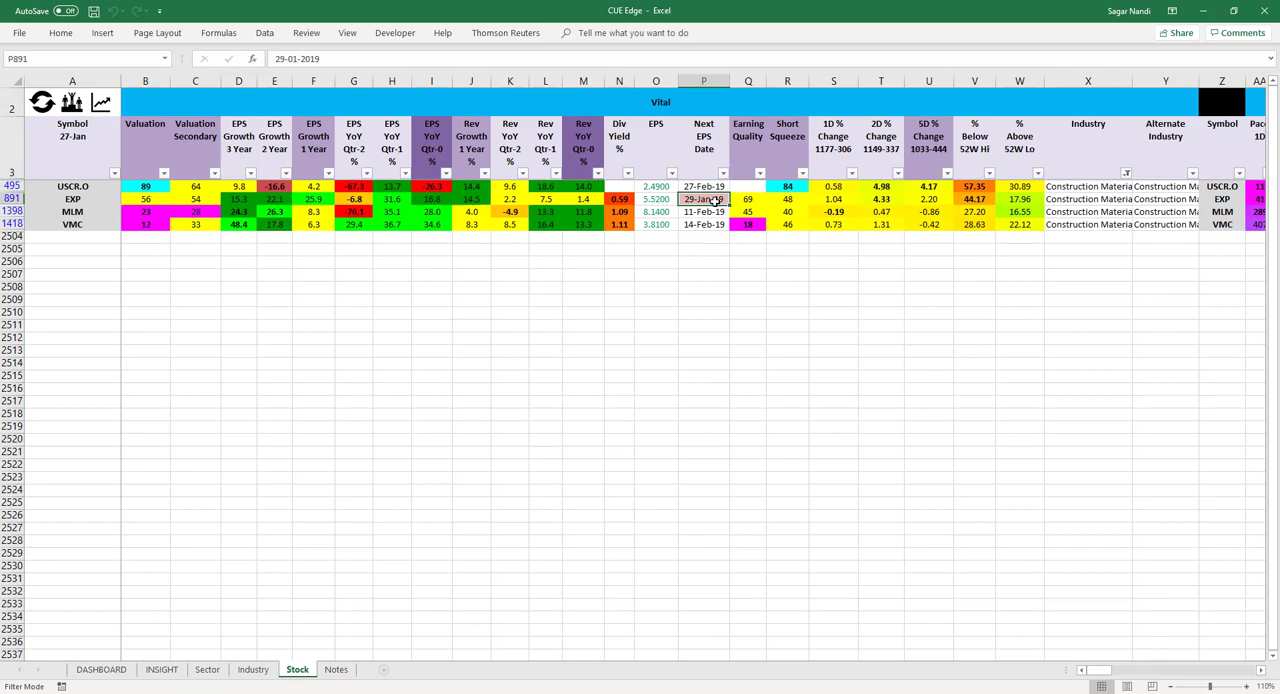 AutoSave Off CUE Edge - Excel Sagar Nandi
File Home Insert Page Layout Formulas Data Review View Developer Help Thomson Reuters Tell me what you want to do Share Comments
P891 fx 29-01-2019
A B C D E F G H I J K L M N O P Q R S T U V W X Y Z AA
2 Vital
Symbol Valuation Valuation EPS EPS EPS EPS EPS EPS Rev Rev Rev Rev Div EPS Next Earning Short 1D % 2D % 5D % % % Industry Alternate Symbol Pace
27-Jan Secondary Growth Growth Growth YoY YoY YoY Growth YoY YoY YoY Yield EPS Quality Squeeze Change Change Change Below Above Industry 1D
3 Year 2 Year 1 Year Qtr-2 Qtr-1 Qtr-0 1 Year Qtr-2 Qtr-1 Qtr-0 % Date 1177-306 1149-337 1033-444 52W Hi 52W Lo
% % % % % %
3
495 USCR.O 89 64 9.8 -16.6 4.2 -67.3 13.7 -26.3 14.4 9.6 18.6 14.0 2.4900 27-Feb-19 84 0.58 4.98 4.17 57.35 30.89 Construction Materia Construction Ma USCR.O 11
891 EXP 56 54 15.3 22.1 25.9 -6.8 31.6 16.8 14.5 2.2 7.5 1.4 0.59 5.5200 29-Jan-19 69 48 1.04 4.33 2.20 44.17 17.96 Construction Materia Construction Ma EXP 41
1398 MLM 23 28 24.3 26.3 8.3 -76.1 35.1 28.0 4.0 -4.9 13.3 11.8 1.09 8.1400 11-Feb-19 45 40 -0.19 0.47 -0.86 27.20 16.55 Construction Materia Construction Ma MLM 289
1418 VMC 12 33 48.4 17.8 6.3 29.4 36.7 34.6 8.3 8.5 16.4 13.3 1.11 3.8100 14-Feb-19 18 46 0.73 1.31 -0.42 28.63 22.12 Construction Materia Construction Ma VMC 407
2504
2505
2506
2507
2508
2509
2510
2511
2512
2513
2514
2515
2516
2517
2518
2519
2520
2521
2522
2523
2524
2525
2526
2527
2528
2529
2530
2531
2532
2533
2534
2535
2536
2537
DASHBOARD INSIGHT Sector Industry Stock Notes
Filter Mode 110%